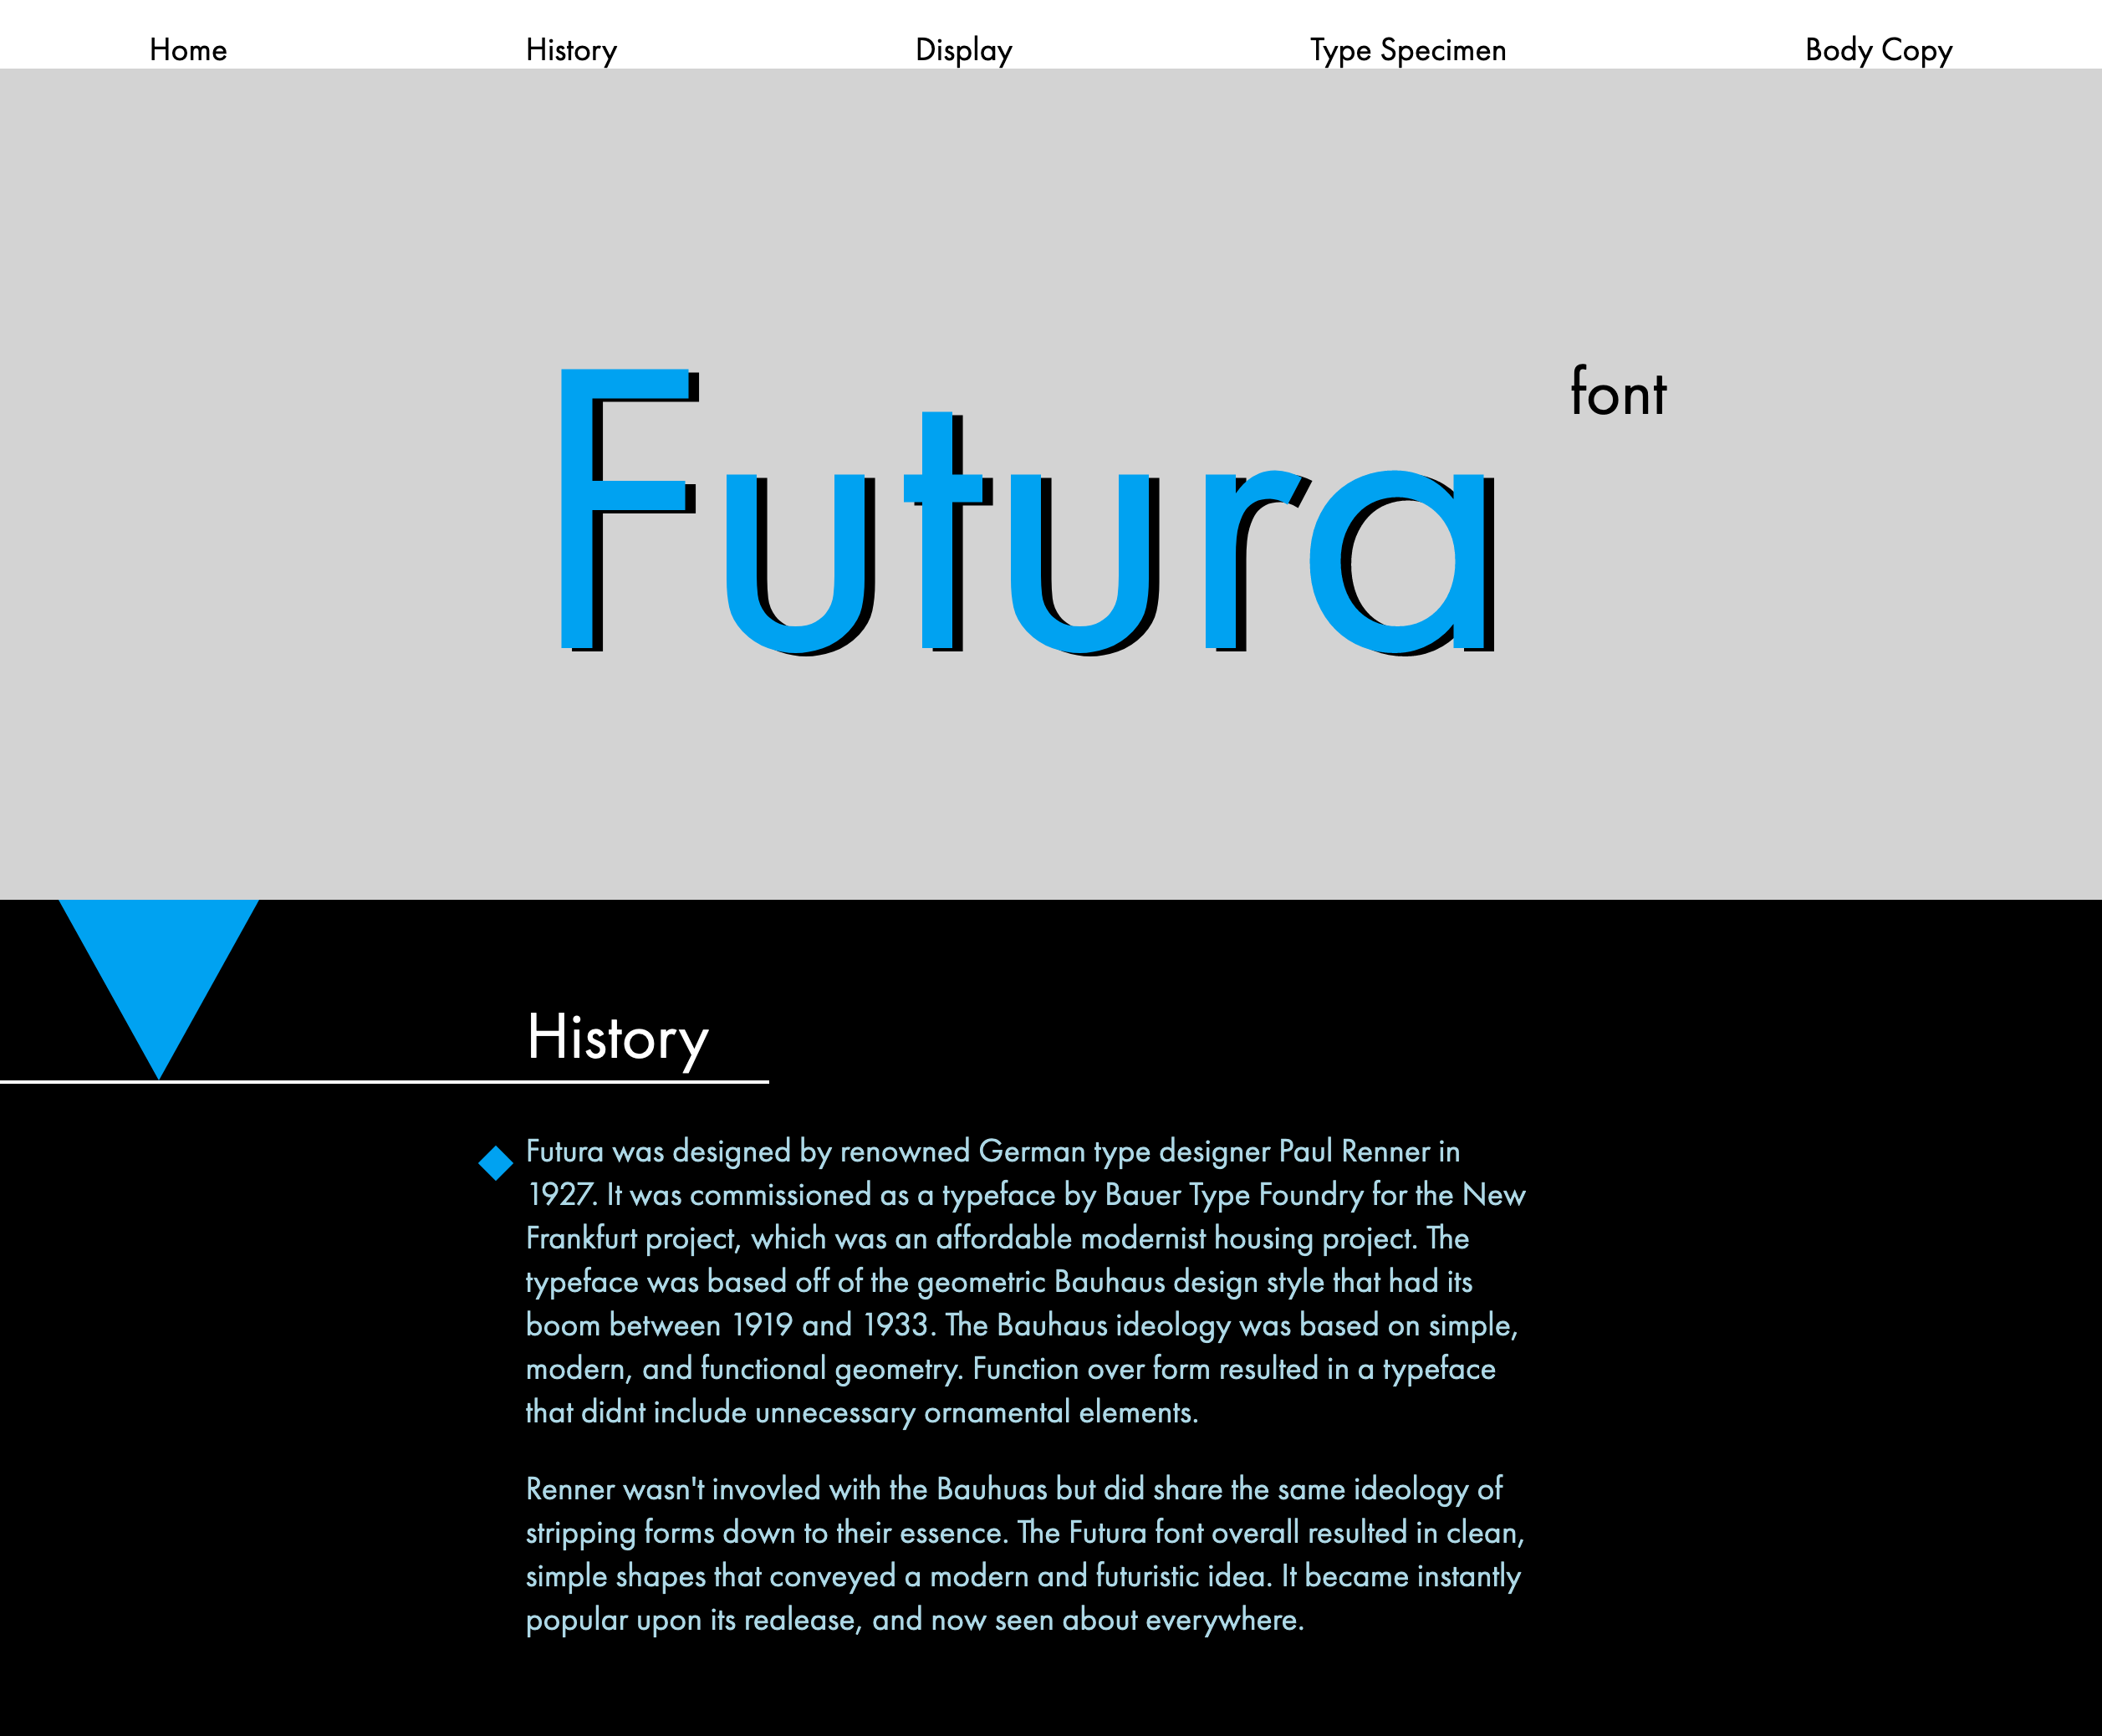 Home History Display Type Specimen Body Copy
Futura font
History
Futura was designed by renowned German type designer Paul Renner in
1927. It was commissioned as a typeface by Bauer Type Foundry for the New
Frankfurt project, which was an affordable modernist housing project. The
typeface was based off of the geometric Bauhaus design style that had its
boom between 1919 and 1933. The Bauhaus ideology was based on simple,
modern, and functional geometry. Function over form resulted in a typeface
that didnt include unnecessary ornamental elements.
Renner wasn't invovled with the Bauhuas but did share the same ideology of
stripping forms down to their essence. The Futura font overall resulted in clean,
simple shapes that conveyed a modern and futuristic idea. It became instantly
popular upon its realease, and now seen about everywhere.